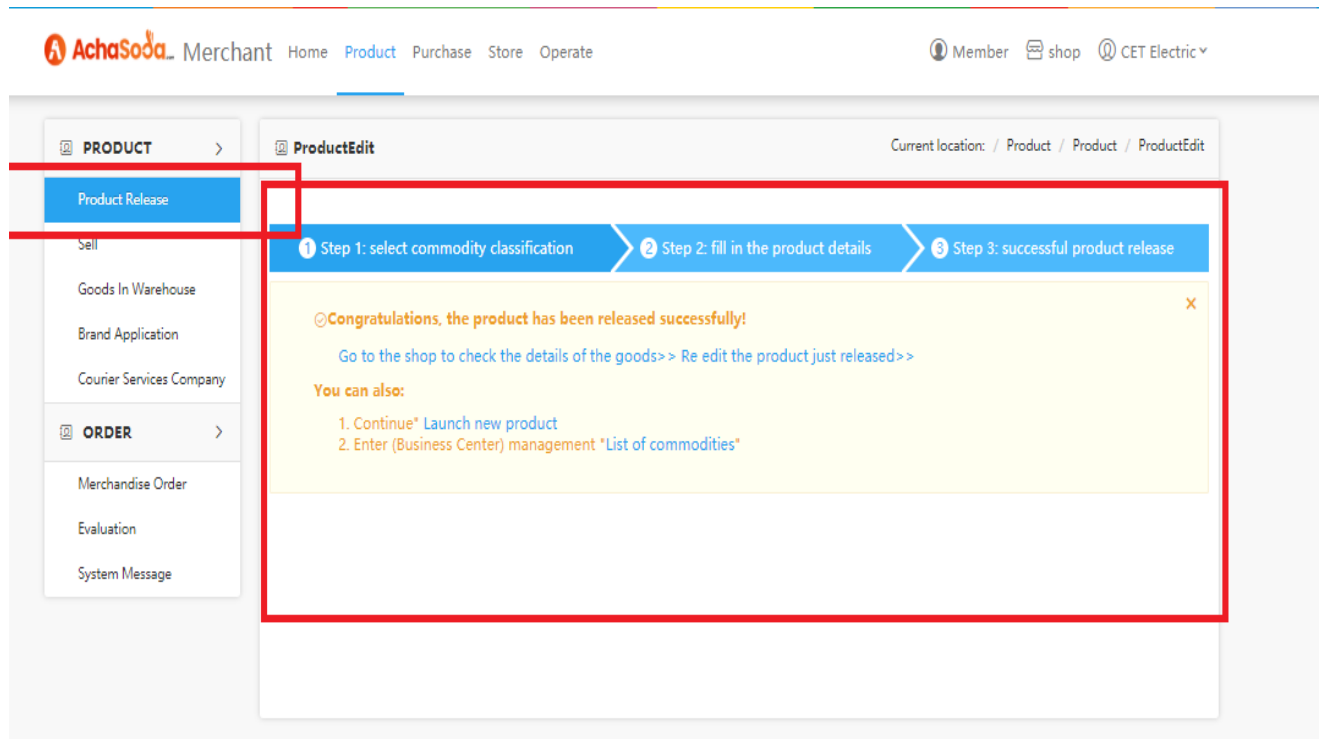 AchaSoda Merchant Home Product Purchase Store Operate Member shop CET Electric
PRODUCT >
Product Release
Sell
Goods In Warehouse
Brand Application
Courier Services Company
ORDER >
Merchandise Order
Evaluation
System Message
ProductEdit Current location: / Product / Product / ProductEdit
1 Step 1: select commodity classification 2 Step 2: fill in the product details 3 Step 3: successful product release
Congratulations, the product has been released successfully! x
Go to the shop to check the details of the goods>> Re edit the product just released>>
You can also:
1. Continue" Launch new product
2. Enter (Business Center) management "List of commodities"